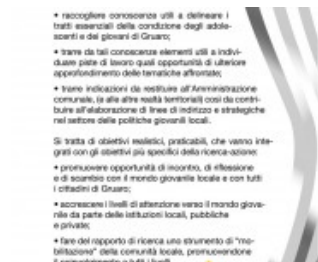 • raccogliere conoscenze utili a delineare i
tratti essenziali della condizione degli adole-
scenti e dei giovani di Gruaro;
• trarre da tali conoscenze elementi utili a indivi-
duare piste di lavoro quali opportunità di ulteriore
approfondimento delle tematiche affrontate;
• trarre indicazioni da restituire all'Amministrazione
comunale, (e alle altre realtà territoriali) così da contri-
buire all'elaborazione di linee di indirizzo e strategiche
nel settore delle politiche giovanili locali.
Si tratta di obiettivi realistici, praticabili, che vanno inte-
grati con gli obiettivi più specifici della ricerca-azione:
• promuovere opportunità di incontro, di riflessione
e di scambio con il mondo giovanile locale e con tutti
i cittadini di Gruaro;
• accrescere i livelli di attenzione verso il mondo giova-
nile da parte delle istituzioni locali, pubbliche
e private;
• fare del rapporto di ricerca uno strumento di "mo-
bilitazione" della comunità locale, promuovendone
il coinvolgimento a tutti i livelli